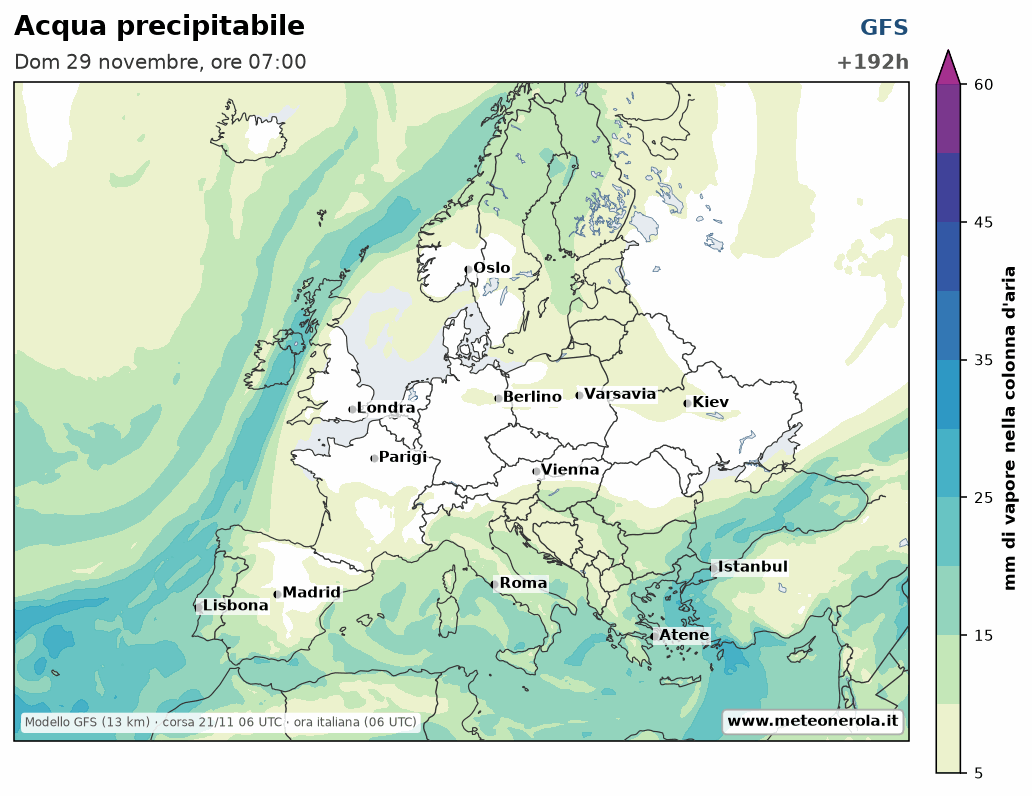 Acqua precipitabile
GFS
Dom 29 novembre, ore 07:00
+192h
60
45
35
25
15
5
mm di vapore nella colonna d'aria
Oslo
Berlino
Varsavia
Kiev
Londra
Parigi
Vienna
Istanbul
Roma
Madrid
Lisbona
Atene
Modello GFS (13 km) · corsa 21/11 06 UTC · ora italiana (06 UTC)
www.meteonerola.it